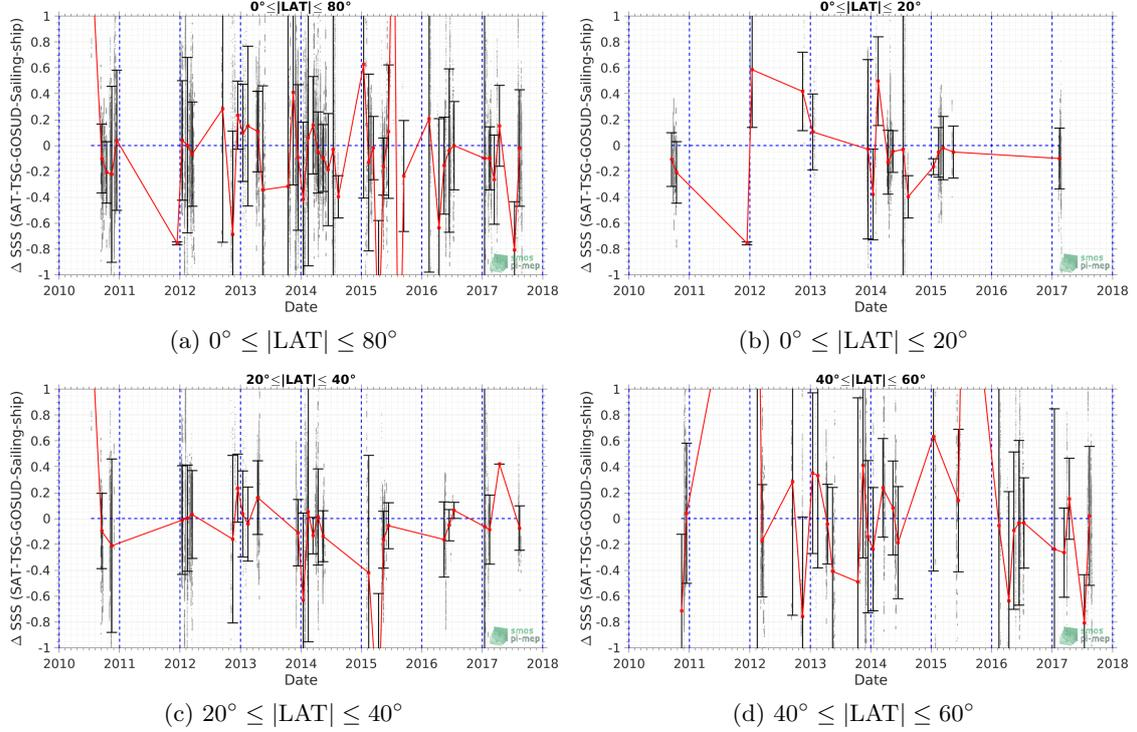 0°≤|LAT|≤ 80°
Δ SSS (SAT-TSG-GOSUD-Sailing-ship)
1
0.8
0.6
0.4
0.2
0
-0.2
-0.4
-0.6
-0.8
-1
2010 2011 2012 2013 2014 2015 2016 2017 2018
Date
smos
pi-mep
(a) 0° ≤ |LAT| ≤ 80°
0°≤|LAT|≤ 20°
Δ SSS (SAT-TSG-GOSUD-Sailing-ship)
1
0.8
0.6
0.4
0.2
0
-0.2
-0.4
-0.6
-0.8
-1
2010 2011 2012 2013 2014 2015 2016 2017 2018
Date
smos
pi-mep
(b) 0° ≤ |LAT| ≤ 20°
20°≤|LAT|≤ 40°
Δ SSS (SAT-TSG-GOSUD-Sailing-ship)
1
0.8
0.6
0.4
0.2
0
-0.2
-0.4
-0.6
-0.8
-1
2010 2011 2012 2013 2014 2015 2016 2017 2018
Date
smos
pi-mep
(c) 20° ≤ |LAT| ≤ 40°
40°≤|LAT|≤ 60°
Δ SSS (SAT-TSG-GOSUD-Sailing-ship)
1
0.8
0.6
0.4
0.2
0
-0.2
-0.4
-0.6
-0.8
-1
2010 2011 2012 2013 2014 2015 2016 2017 2018
Date
smos
pi-mep
(d) 40° ≤ |LAT| ≤ 60°